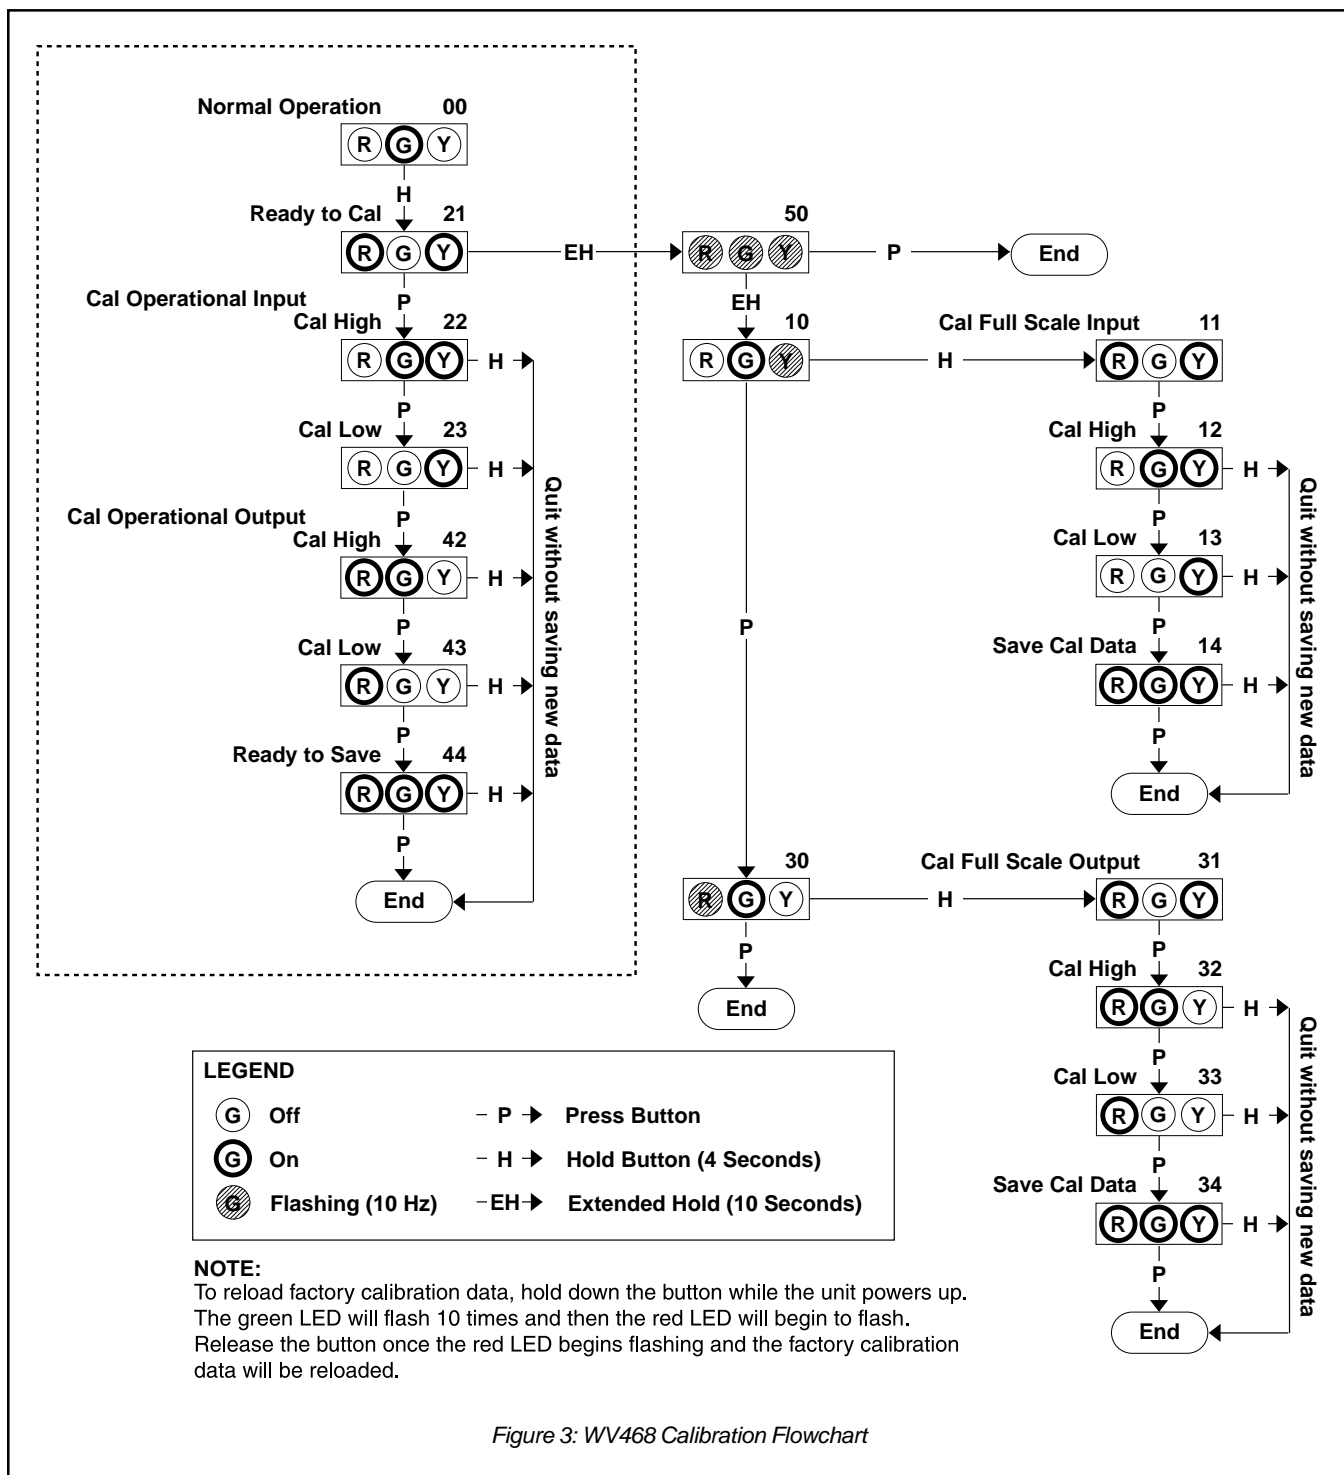 Normal Operation 00
R G Y
H
Ready to Cal 21
R G Y
EH
50
R G Y
P
End
Cal Operational Input
P
Cal High 22
R G Y
H
P
Cal Low 23
R G Y
H
P
Cal Operational Output
Cal High 42
R G Y
H
P
Cal Low 43
R G Y
H
P
Ready to Save 44
R G Y
H
P
End
Quit without saving new data
EH
10
R G Y
H
Cal Full Scale Input 11
R G Y
P
Cal High 12
R G Y
H
P
Cal Low 13
R G Y
H
P
Save Cal Data 14
R G Y
H
P
End
Quit without saving new data
P
30
R G Y
P
End
H
Cal Full Scale Output 31
R G Y
P
Cal High 32
R G Y
H
P
Cal Low 33
R G Y
H
P
Save Cal Data 34
R G Y
H
P
End
Quit without saving new data
LEGEND
G Off
P Press Button
G On
H Hold Button (4 Seconds)
G Flashing (10 Hz)
EH Extended Hold (10 Seconds)
NOTE:
To reload factory calibration data, hold down the button while the unit powers up.
The green LED will flash 10 times and then the red LED will begin to flash.
Release the button once the red LED begins flashing and the factory calibration
data will be reloaded.
Figure 3: WV468 Calibration Flowchart